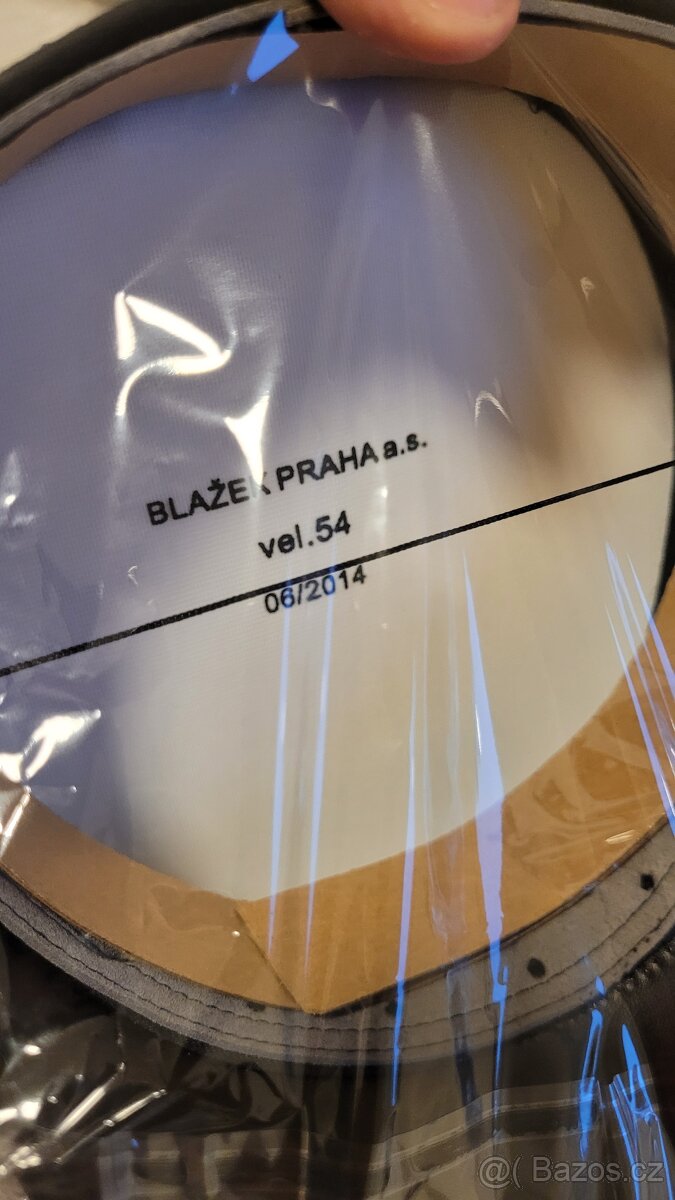 BLAŽEK PRAHA a.s.
vel.54
06/2014
@( Bazos.cz